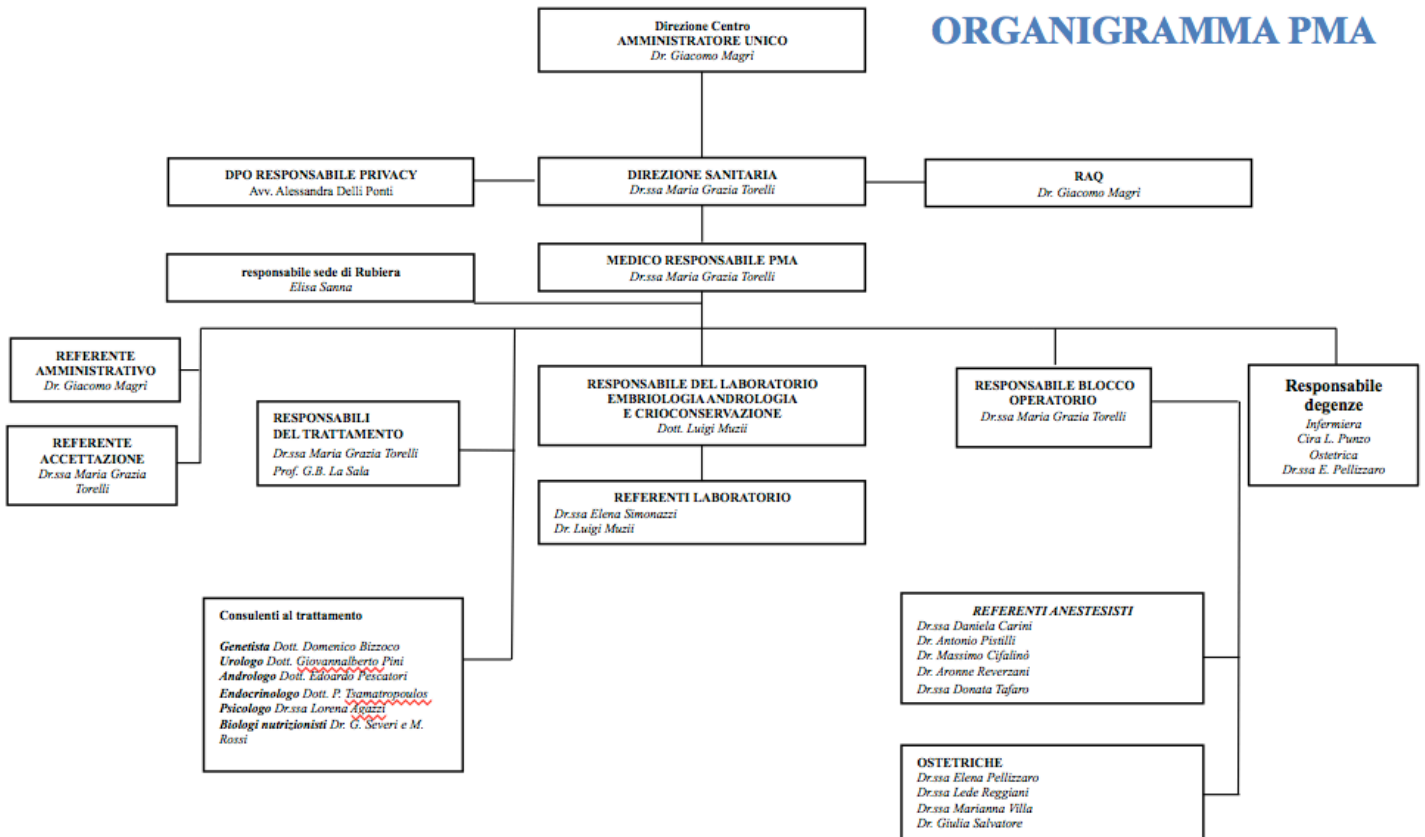 ORGANIGRAMMA PMA
Direzione Centro
AMMINISTRATORE UNICO
Dr. Giacomo Magrì
DPO RESPONSABILE PRIVACY
Avv. Alessandra Delli Ponti
DIREZIONE SANITARIA
Dr.ssa Maria Grazia Torelli
RAQ
Dr. Giacomo Magrì
responsabile sede di Rubiera
Elisa Sanna
MEDICO RESPONSABILE PMA
Dr.ssa Maria Grazia Torelli
REFERENTE
AMMINISTRATIVO
Dr. Giacomo Magrì
REFERENTE
ACCETTAZIONE
Dr.ssa Maria Grazia
Torelli
RESPONSABILI
DEL TRATTAMENTO
Dr.ssa Maria Grazia Torelli
Prof. G.B. La Sala
RESPONSABILE DEL LABORATORIO
EMBRIOLOGIA ANDROLOGIA
E CRIOCONSERVAZIONE
Dott. Luigi Muzii
REFERENTI LABORATORIO
Dr.ssa Elena Simonazzi
Dr. Luigi Muzii
RESPONSABILE BLOCCO
OPERATORIO
Dr.ssa Maria Grazia Torelli
Responsabile
degenze
Infermiera
Cira L. Punzo
Ostetrica
Dr.ssa E. Pellizzaro
Consulenti al trattamento
Genetista Dott. Domenico Bizzoco
Urologo Dott. Giovannalberto Pini
Andrologo Dott. Edoardo Pescatori
Endocrinologo Dott. P. Tsamatropoulos
Psicologo Dr.ssa Lorena Agazzi
Biologi nutrizionisti Dr. G. Severi e M.
Rossi
REFERENTI ANESTESISTI
Dr.ssa Daniela Carini
Dr. Antonio Pistilli
Dr. Massimo Cifalinò
Dr. Aronne Reverzani
Dr.ssa Donata Tafaro
OSTETRICHE
Dr.ssa Elena Pellizzaro
Dr.ssa Lede Reggiani
Dr.ssa Marianna Villa
Dr. Giulia Salvatore